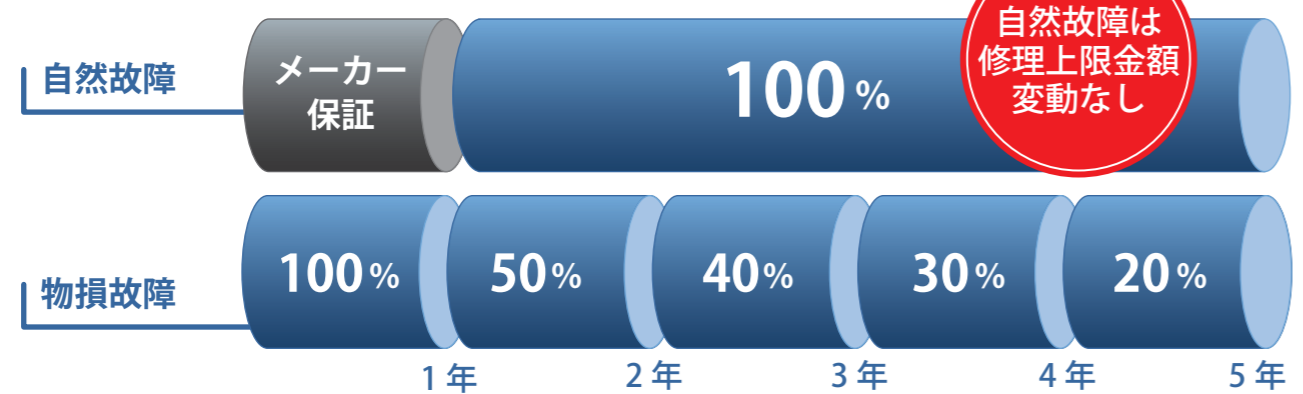 自然故障は
修理上限金額
変動なし
自然故障
メーカー
保証
100%
物損故障
100%
50%
40%
30%
20%
1年
2年
3年
4年
5年